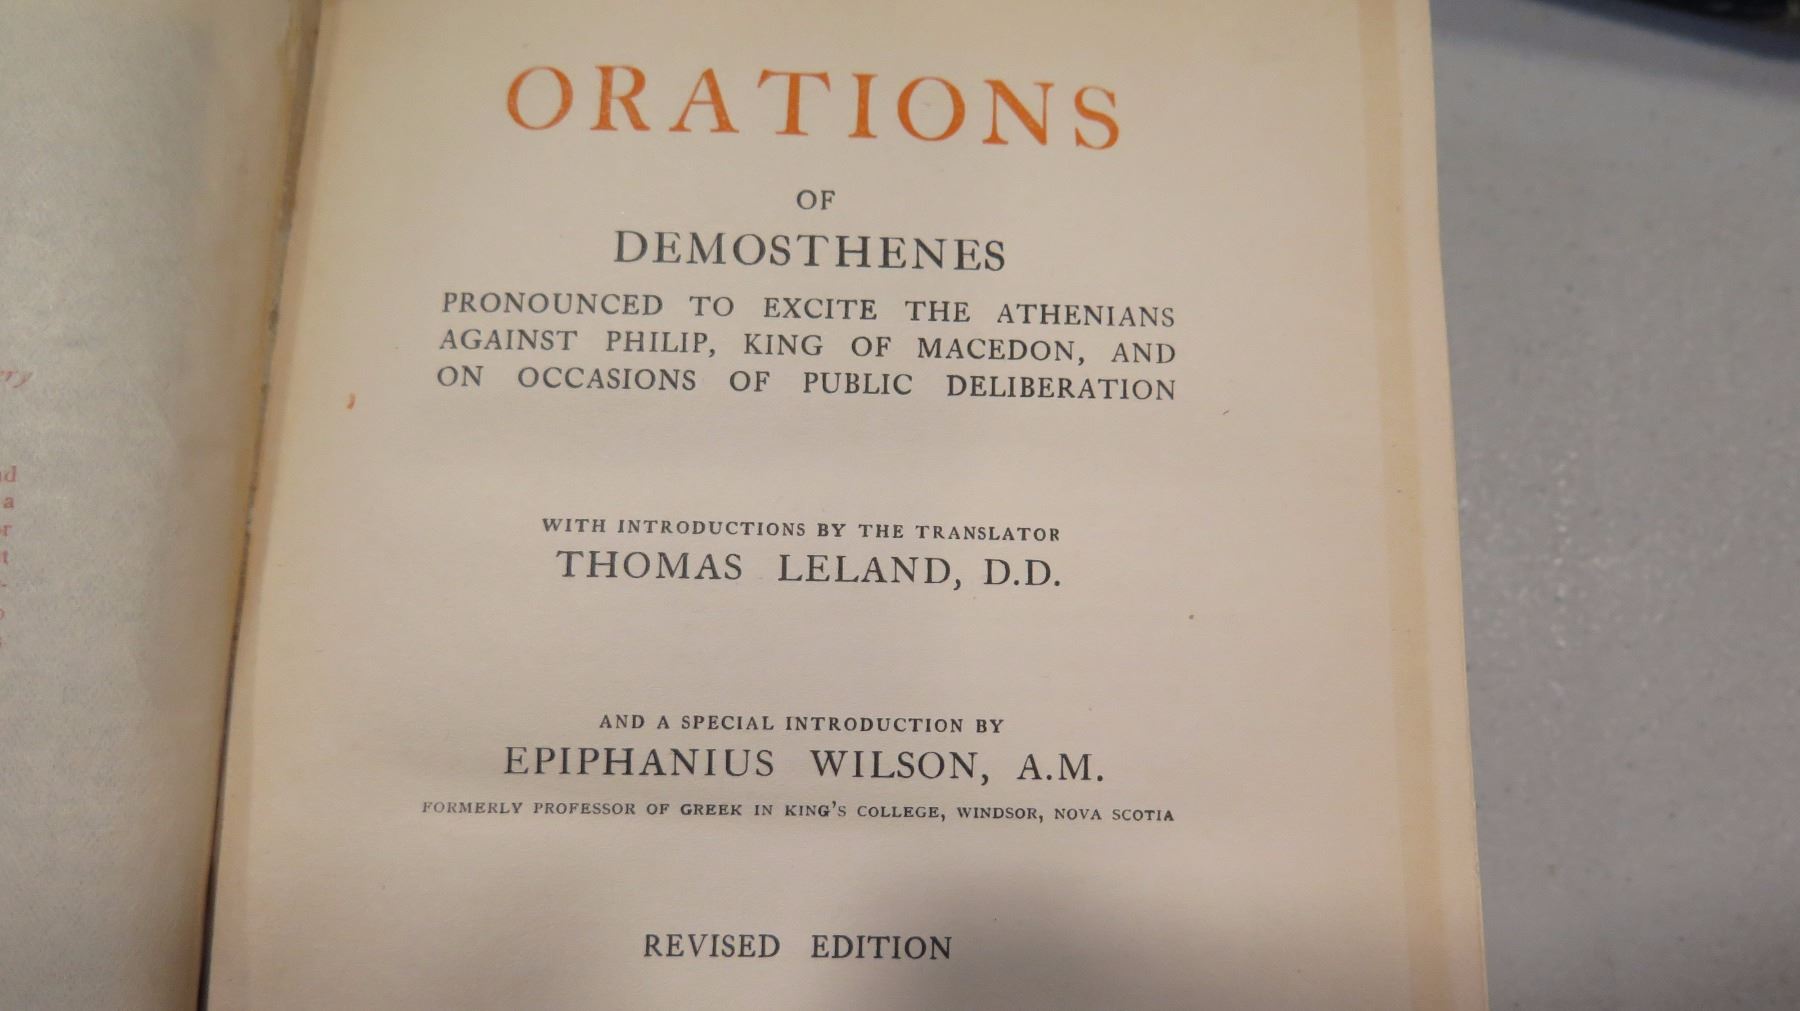 ORATIONS
OF
DEMOSTHENES
PRONOUNCED TO EXCITE THE ATHENIANS
AGAINST PHILIP, KING OF MACEDON, AND
ON OCCASIONS OF PUBLIC DELIBERATION
WITH INTRODUCTIONS BY THE TRANSLATOR
THOMAS LELAND, D.D.
AND A SPECIAL INTRODUCTION BY
EPIPHANIUS WILSON, A.M.
FORMERLY PROFESSOR OF GREEK IN KING'S COLLEGE, WINDSOR, NOVA SCOTIA
REVISED EDITION